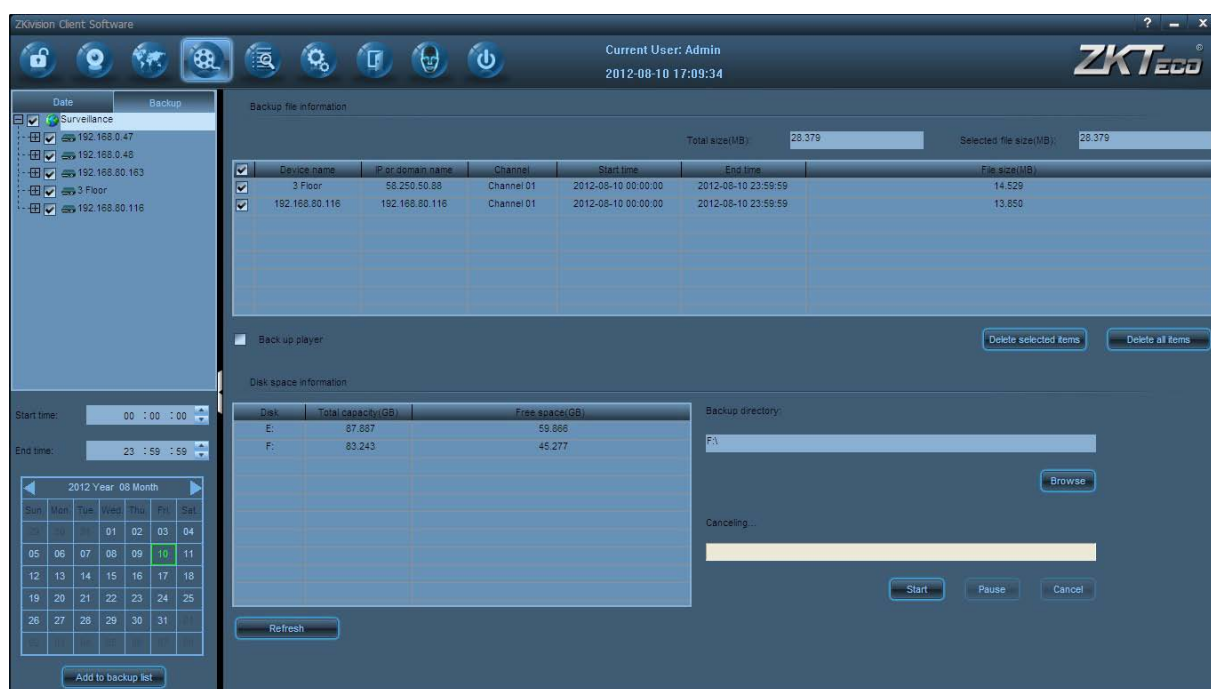 ZKivision Client Software
? – x
Current User: Admin
2012-08-10 17:09:34
ZKTECO ®
Date Backup
Surveillance
192.168.0.47
192.168.0.48
192.168.80.163
3 Floor
192.168.80.116
Start time: 00 : 00 : 00
End time: 23 : 59 : 59
2012 Year 08 Month
Sun. Mon. Tue. Wed. Thu. Fri. Sat.
01 02 03 04
05 06 07 08 09 10 11
12 13 14 15 16 17 18
19 20 21 22 23 24 25
26 27 28 29 30 31
Add to backup list
Backup file information
Total size(MB): 28.379 Selected file size(MB): 28.379
Device name IP or domain name Channel Start time End time File size(MB)
3 Floor 58.250.50.88 Channel 01 2012-08-10 00:00:00 2012-08-10 23:59:59 14.529
192.168.80.116 192.168.80.116 Channel 01 2012-08-10 00:00:00 2012-08-10 23:59:59 13.850
Back up player
Delete selected items Delete all items
Disk space information
Disk Total capacity(GB) Free space(GB)
E: 87.887 59.866
F: 83.243 45.277
Refresh
Backup directory:
F:\
Browse
Canceling...
Start Pause Cancel